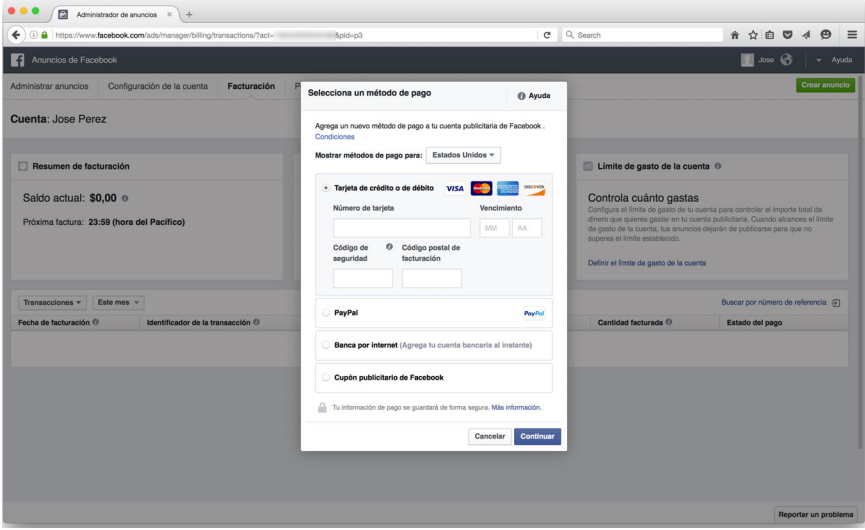 Administrador de anuncios
https://www.facebook.com/ads/manager/billing/transactions/?act= &pid=p3
Search
Anuncios de Facebook
Jose
Ayuda
Administrar anuncios
Configuración de la cuenta
Facturación
P
Crear anuncio
Cuenta: Jose Perez
Resumen de facturación
Saldo actual: $0,00
Próxima factura: 23:59 (hora del Pacífico)
Selecciona un método de pago
Ayuda
Agrega un nuevo método de pago a tu cuenta publicitaria de Facebook .
Condiciones
Mostrar métodos de pago para: Estados Unidos
Tarjeta de crédito o de débito
VISA
MasterCard
AMERICAN EXPRESS
DISCOVER
Número de tarjeta
Vencimiento
MM
AA
Código de seguridad
Código postal de facturación
PayPal
PayPal
Banca por internet (Agrega tu cuenta bancaria al instante)
Cupón publicitario de Facebook
Tu información de pago se guardará de forma segura. Más información.
Cancelar
Continuar
Límite de gasto de la cuenta
Controla cuánto gastas
Configura el límite de gasto de tu cuenta para controlar el importe total de
dinero que quieres gastar en tu cuenta publicitaria. Cuando alcances el límite
de gasto de la cuenta, tus anuncios dejarán de publicarse para que no
superes el límite establecido.
Definir el límite de gasto de la cuenta
Transacciones
Este mes
Buscar por número de referencia
Fecha de facturación
Identificador de la transacción
Cantidad facturada
Estado del pago
Reportar un problema